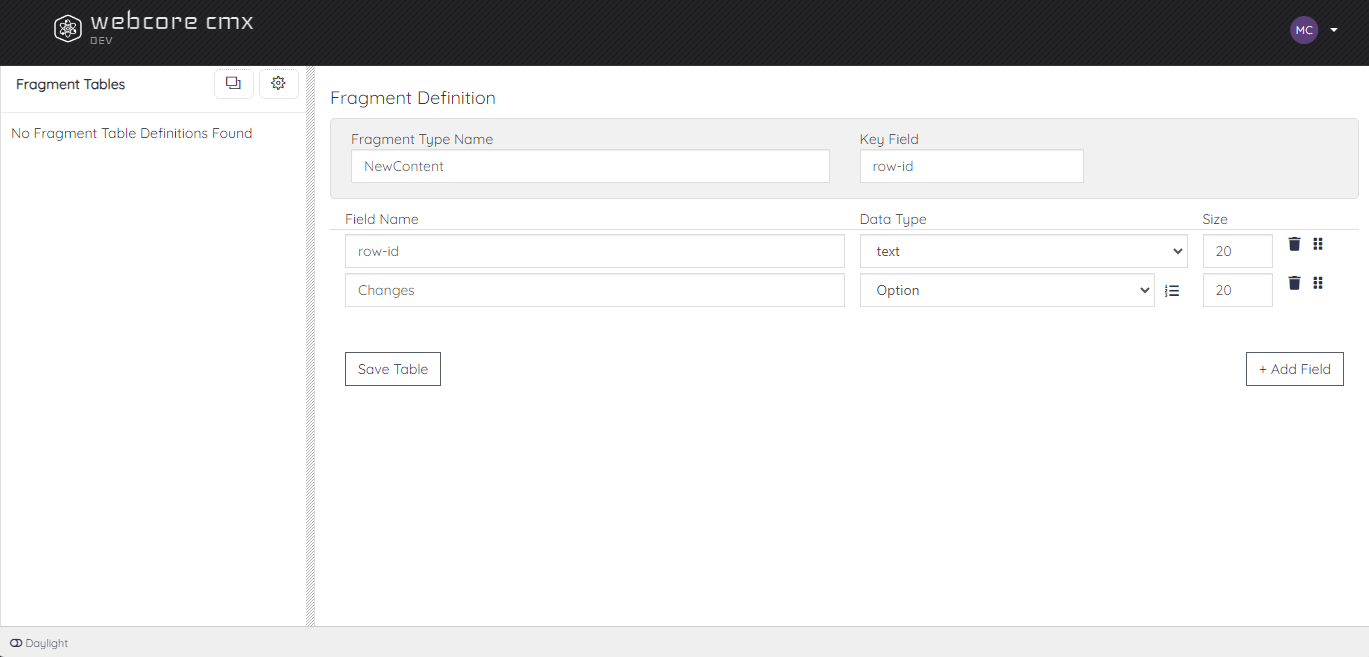 webcore cmx
DEV
MC
Fragment Tables
No Fragment Table Definitions Found
Fragment Definition
Fragment Type Name
Key Field
NewContent
row-id
Field Name
Data Type
Size
row-id
text
20
Changes
Option
20
Save Table
+ Add Field
Daylight